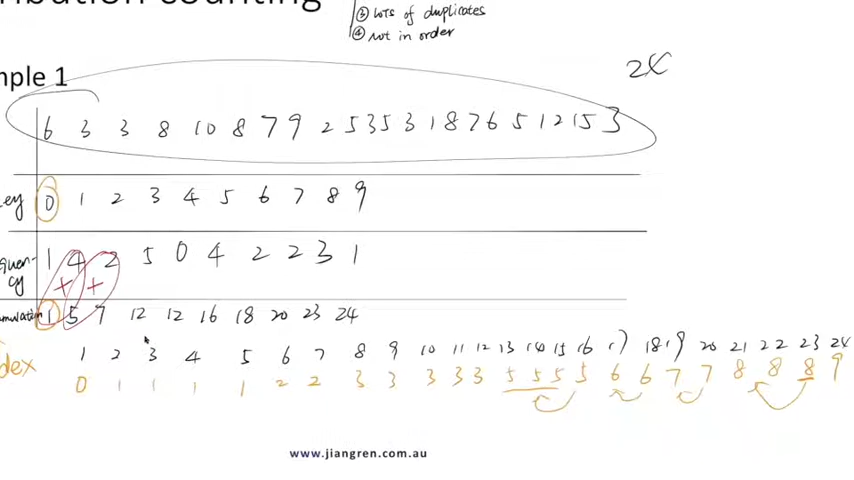 ribution counting
③ lots of duplicates
④ not in order
mple 1
24
6 3 3 8 10 8 7 9 2 5 3 5 3 1 8 7 6 5 1 2 1 5 3
ey 0 1 2 3 4 5 6 7 8 9
quen-
cy
1 4 2 5 0 4 2 2 3 1
+ +
mulation 1 5 7 12 12 16 18 20 23 24
dex 1 2 3 4 5 6 7 8 9 10 11 12 13 14 15 16 17 18 19 20 21 22 23 24
0 1 1 1 1 2 2 3 3 3 3 3 5 5 5 5 6 6 7 7 8 8 8 9
www.jiangren.com.au